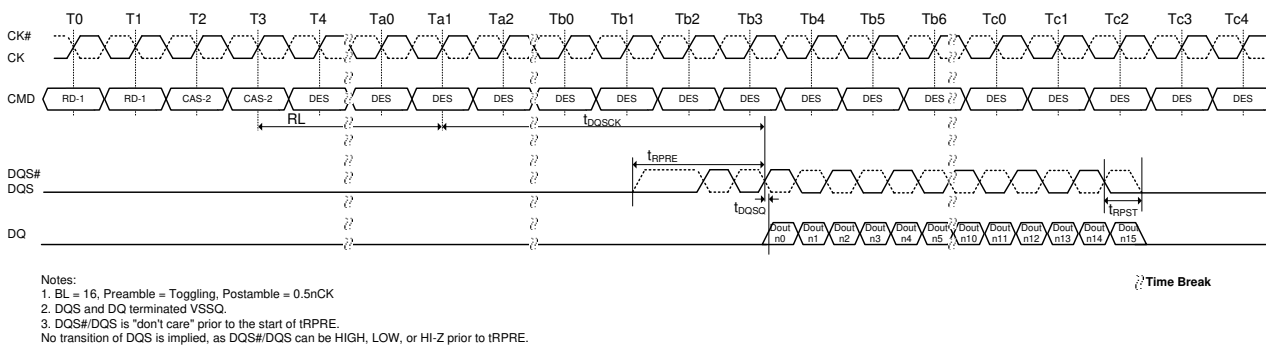 T0 T1 T2 T3 T4 Ta0 Ta1 Ta2 Tb0 Tb1 Tb2 Tb3 Tb4 Tb5 Tb6 Tc0 Tc1 Tc2 Tc3 Tc4
CK#
CK
CMD RD-1 RD-1 CAS-2 CAS-2 DES DES DES DES DES DES DES DES DES DES DES DES DES DES DES DES
RL tDQSCK
tRPRE
DQS#
DQS
tDQSQ tRPST
DQ Dout n0 Dout n1 Dout n2 Dout n3 Dout n4 Dout n5 Dout n10 Dout n11 Dout n12 Dout n13 Dout n14 Dout n15
Notes:
1. BL = 16, Preamble = Toggling, Postamble = 0.5nCK
2. DQS and DQ terminated VSSQ.
3. DQS#/DQS is "don't care" prior to the start of tRPRE.
No transition of DQS is implied, as DQS#/DQS can be HIGH, LOW, or HI-Z prior to tRPRE.
Time Break